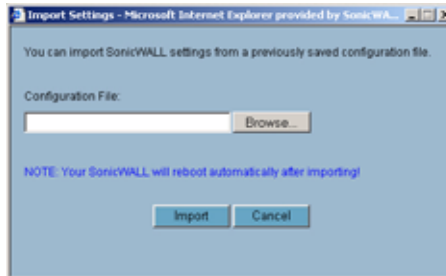 Import Settings - Microsoft Internet Explorer provided by SonicWA...
You can import SonicWALL settings from a previously saved configuration file.
Configuration File:
Browse...
NOTE: Your SonicWALL will reboot automatically after importing!
Import Cancel